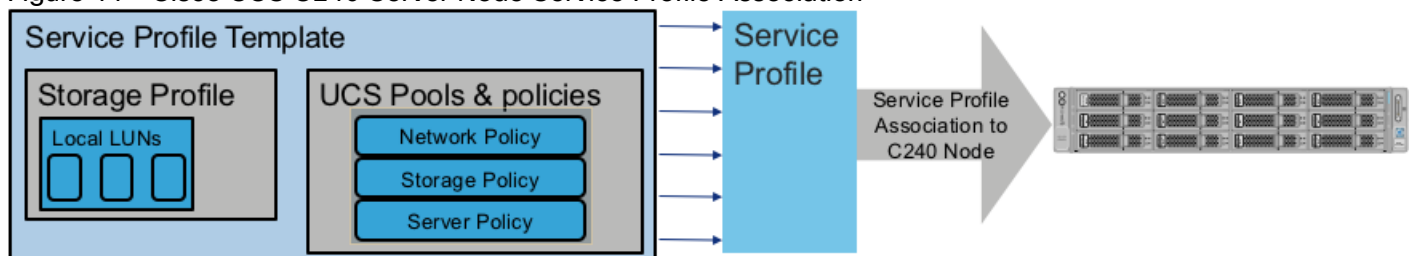 Service Profile Template
Storage Profile
Local LUNs
UCS Pools & policies
Network Policy
Storage Policy
Server Policy
Service
Profile
Service Profile
Association to
C240 Node